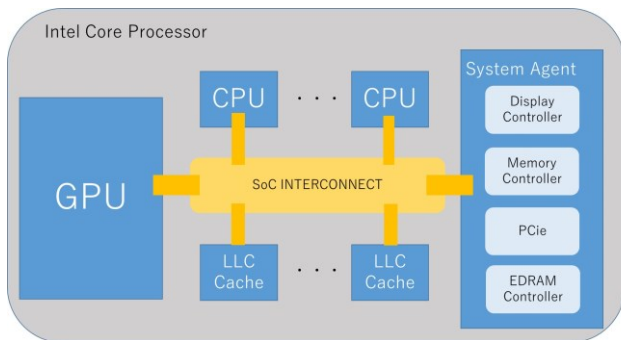 Intel Core Processor
GPU
CPU
. . .
CPU
SoC INTERCONNECT
LLC
Cache
. . .
LLC
Cache
System Agent
Display
Controller
Memory
Controller
PCie
EDRAM
Controller